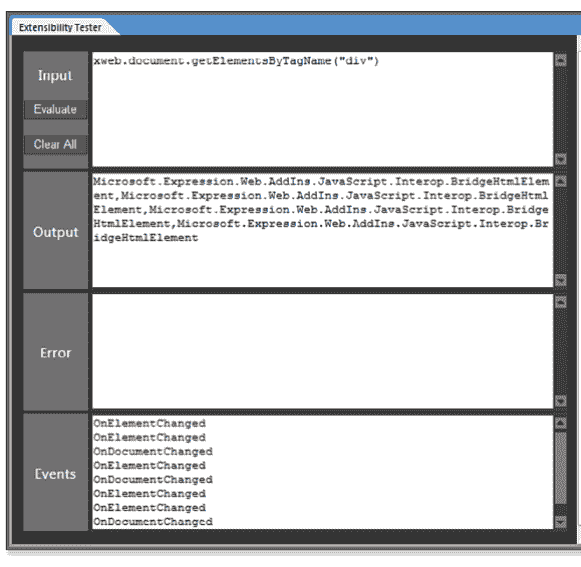 Extensibility Tester
Input
Evaluate
Clear All
xweb.document.getElementsByTagName("div")
Output
Microsoft.Expression.Web.AddIns.JavaScript.Interop.BridgeHtmlElem
ent,Microsoft.Expression.Web.AddIns.JavaScript.Interop.BridgeHtml
Element,Microsoft.Expression.Web.AddIns.JavaScript.Interop.Bridge
HtmlElement,Microsoft.Expression.Web.AddIns.JavaScript.Interop.Br
idgeHtmlElement
Error
Events
OnElementChanged
OnElementChanged
OnDocumentChanged
OnElementChanged
OnDocumentChanged
OnElementChanged
OnElementChanged
OnDocumentChanged